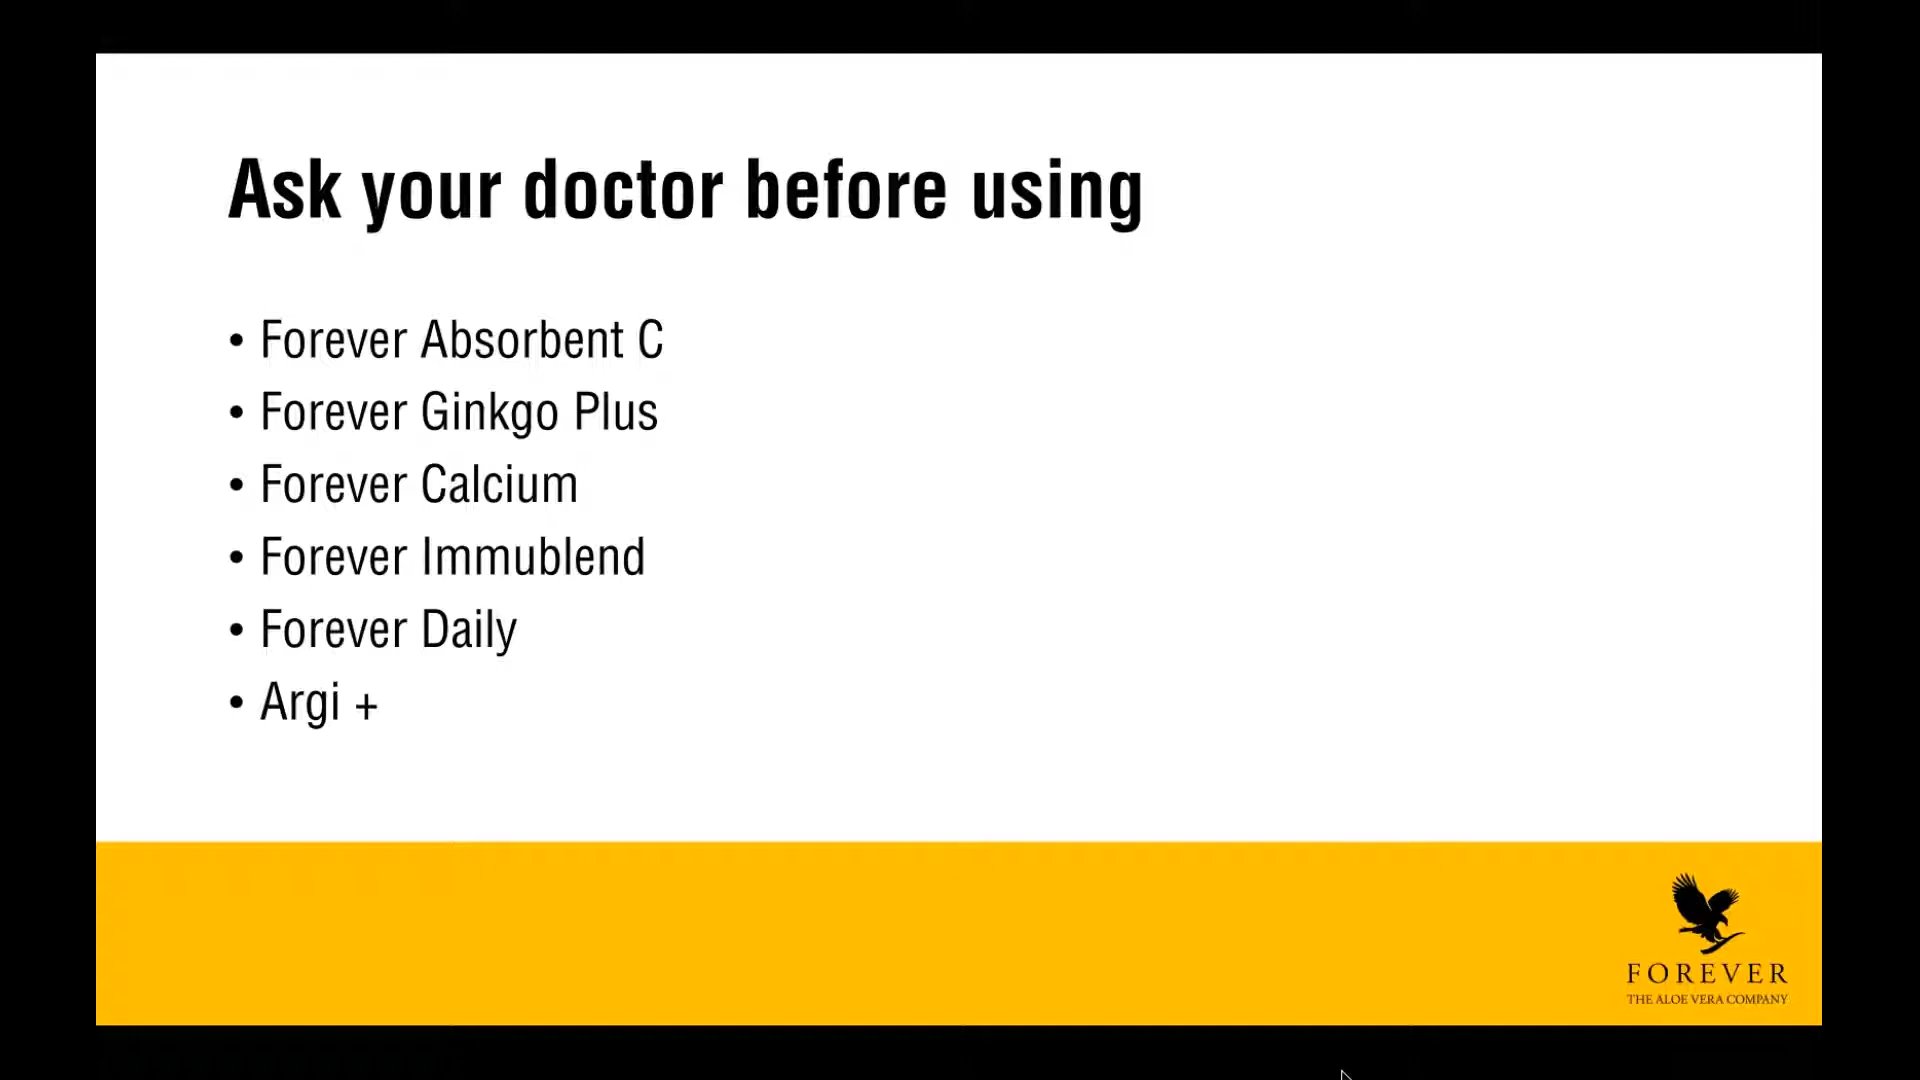 Ask your doctor before using
• Forever Absorbent C
• Forever Ginkgo Plus
• Forever Calcium
• Forever Immublend
• Forever Daily
• Argi +
FOREVER
THE ALOE VERA COMPANY